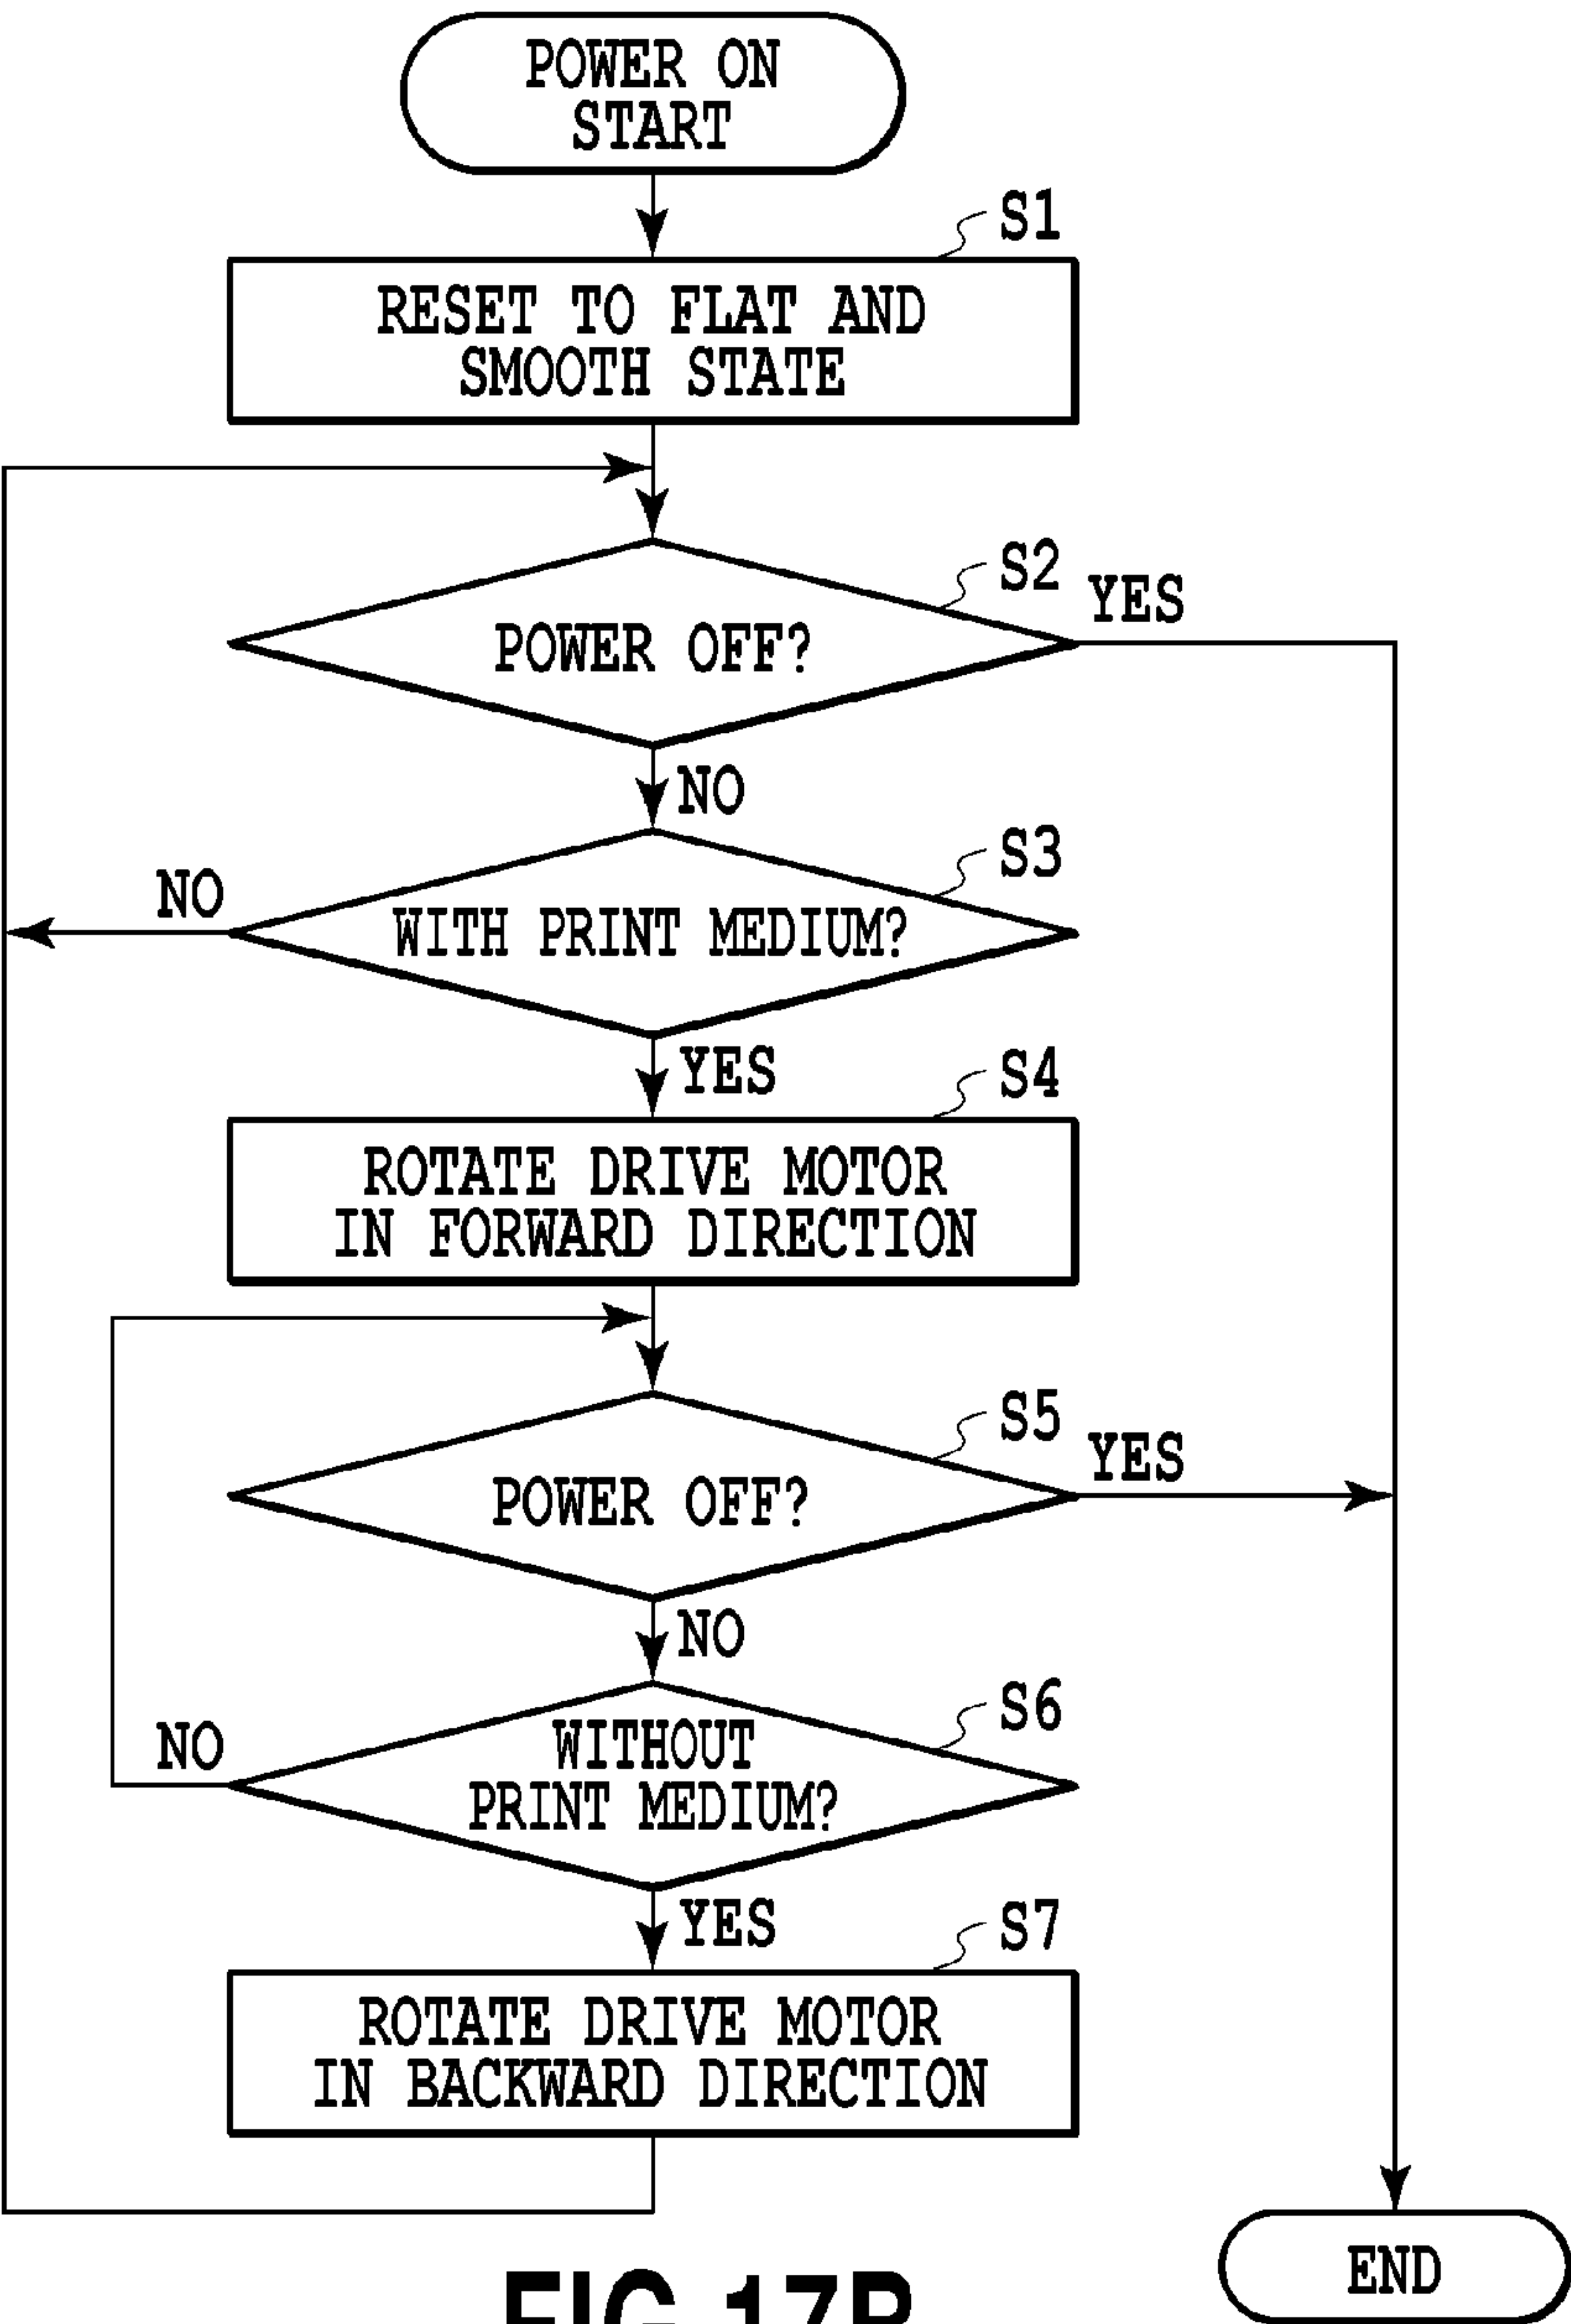 POWER ON
START
S1
RESET TO FLAT AND
SMOOTH STATE
S2
YES
POWER OFF?
NO
S3
NO
WITH PRINT MEDIUM?
YES
S4
ROTATE DRIVE MOTOR
IN FORWARD DIRECTION
S5
YES
POWER OFF?
NO
S6
NO
WITHOUT
PRINT MEDIUM?
YES
S7
ROTATE DRIVE MOTOR
IN BACKWARD DIRECTION
END
FIG.17B